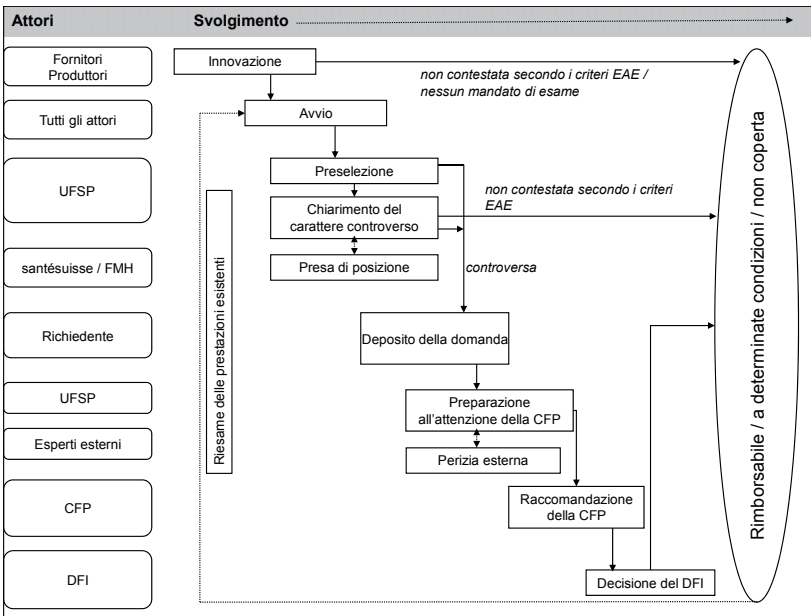 Attori
Svolgimento
Fornitori
Produttori
Innovazione
non contestata secondo i criteri EAE /
nessun mandato di esame
Tutti gli attori
Avvio
UFSP
Preselezione
non contestata secondo i criteri
EAE
Chiarimento del
carattere controverso
santésuisse / FMH
Presa di posizione
controversa
Richiedente
Deposito della domanda
UFSP
Preparazione
all'attenzione della CFP
Esperti esterni
Perizia esterna
CFP
Raccomandazione
della CFP
DFI
Decisione del DFI
Riesame delle prestazioni esistenti
Rimborsabile / a determinate condizioni / non coperta